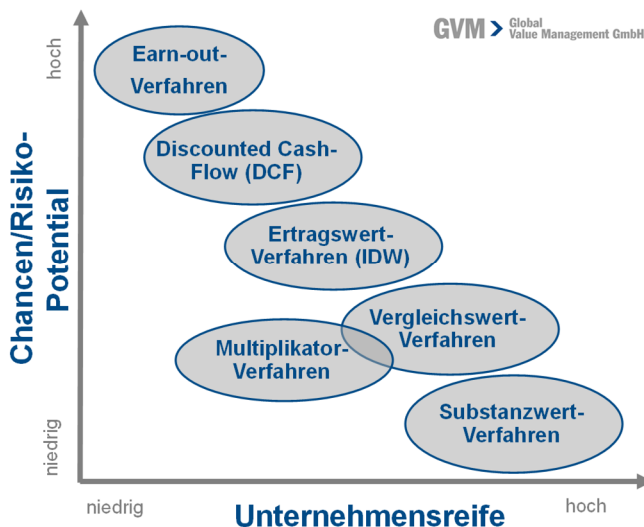 GVM > Global
Value Management GmbH
hoch
Earn-out-
Verfahren
Discounted Cash-
Flow (DCF)
Chancen/Risiko-
Potential
Ertragswert-
Verfahren (IDW)
Vergleichswert-
Verfahren
Multiplikator-
Verfahren
Substanzwert-
Verfahren
niedrig
niedrig
Unternehmensreife
hoch